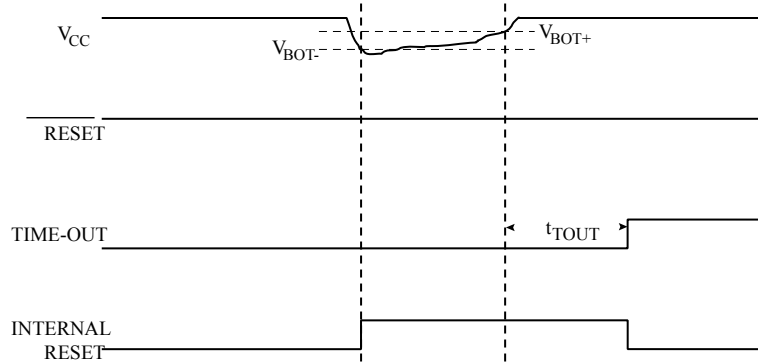 VCC
VBOT-
VBOT+
RESET
TIME-OUT
tTOUT
INTERNAL
RESET